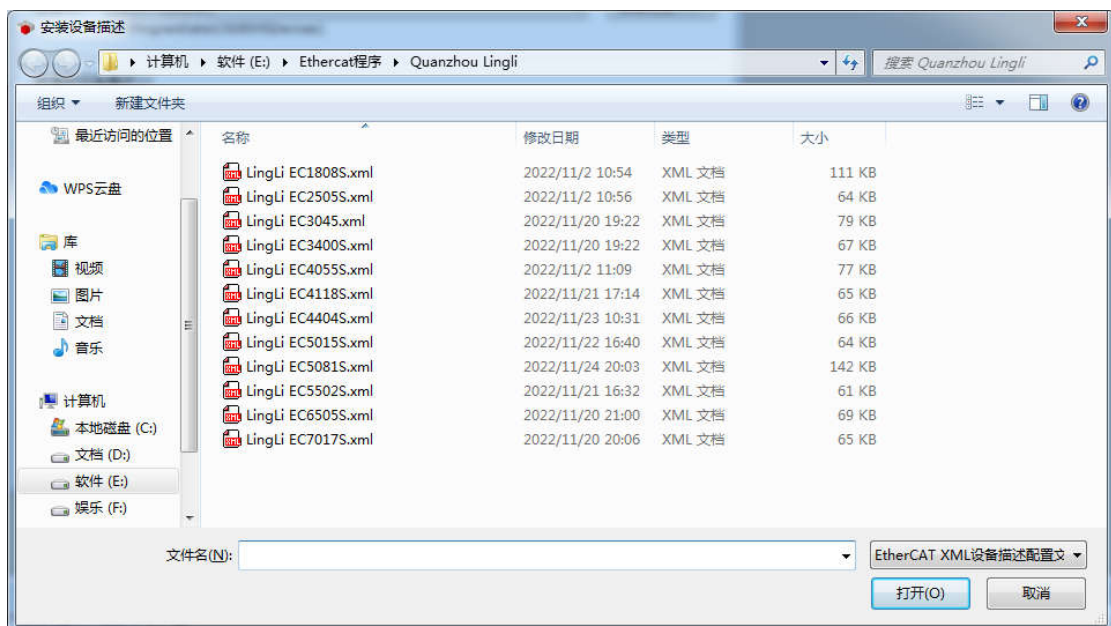 安装设备描述
计算机 软件 (E:) Ethercat程序 Quanzhou Lingli
搜索 Quanzhou Lingli
组织 新建文件夹
最近访问的位置
WPS云盘
库
视频
图片
文档
音乐
计算机
本地磁盘 (C:)
文档 (D:)
软件 (E:)
娱乐 (F:)
名称 修改日期 类型 大小
LingLi EC1808S.xml 2022/11/2 10:54 XML 文档 111 KB
LingLi EC2505S.xml 2022/11/2 10:56 XML 文档 64 KB
LingLi EC3045.xml 2022/11/20 19:22 XML 文档 79 KB
LingLi EC3400S.xml 2022/11/20 19:22 XML 文档 67 KB
LingLi EC4055S.xml 2022/11/2 11:09 XML 文档 77 KB
LingLi EC4118S.xml 2022/11/21 17:14 XML 文档 65 KB
LingLi EC4404S.xml 2022/11/23 10:31 XML 文档 66 KB
LingLi EC5015S.xml 2022/11/22 16:40 XML 文档 64 KB
LingLi EC5081S.xml 2022/11/24 20:03 XML 文档 142 KB
LingLi EC5502S.xml 2022/11/21 16:32 XML 文档 61 KB
LingLi EC6505S.xml 2022/11/20 21:00 XML 文档 69 KB
LingLi EC7017S.xml 2022/11/20 20:06 XML 文档 65 KB
文件名(N):
EtherCAT XML设备描述配置文
打开(O) 取消